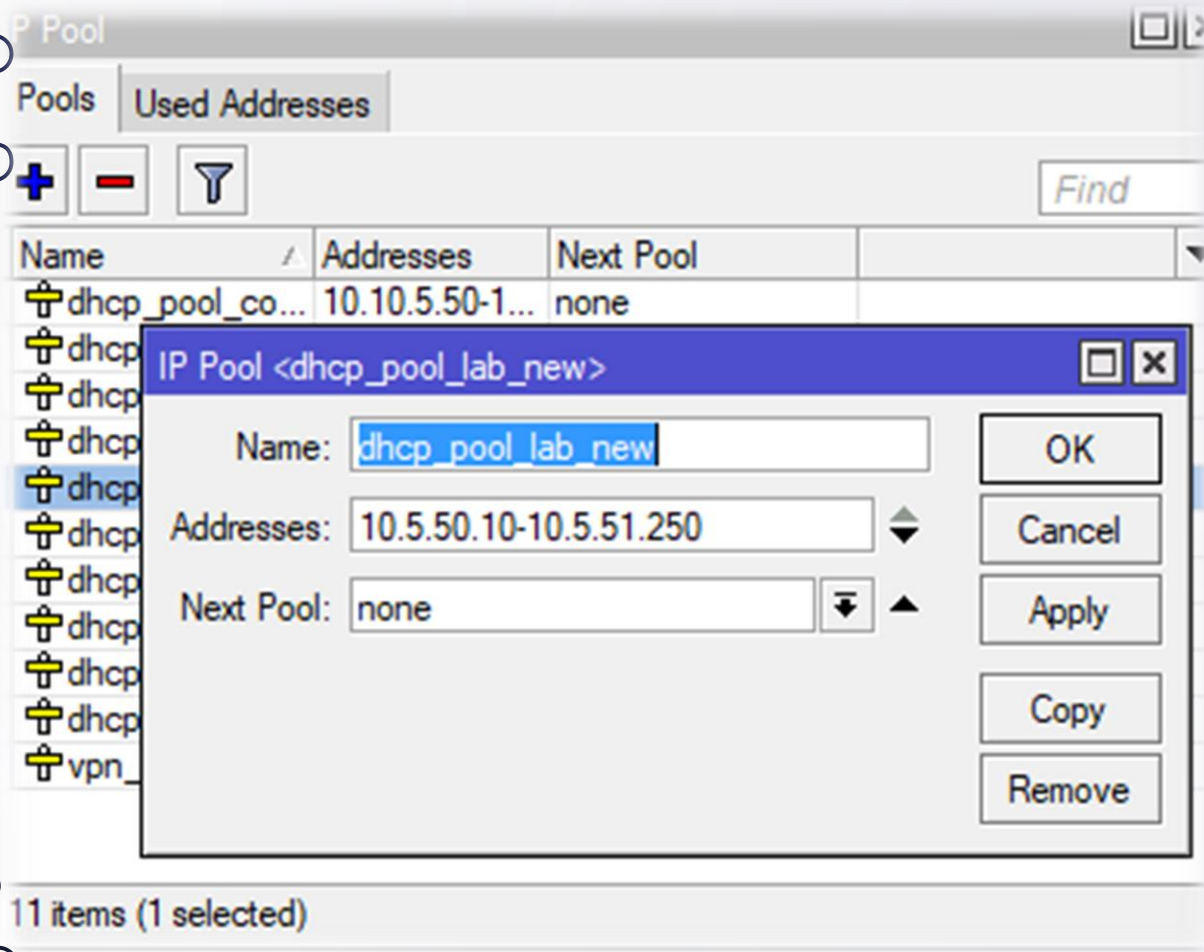 IP Pool
Pools Used Addresses
Find
Name Addresses Next Pool
dhcp_pool_co... 10.10.5.50-1... none
dhcp
dhcp
dhcp
dhcp
dhcp
dhcp
dhcp
dhcp
dhcp
vpn_
IP Pool <dhcp_pool_lab_new>
Name: dhcp_pool_lab_new OK
Addresses: 10.5.50.10-10.5.51.250 Cancel
Next Pool: none Apply
Copy
Remove
11 items (1 selected)